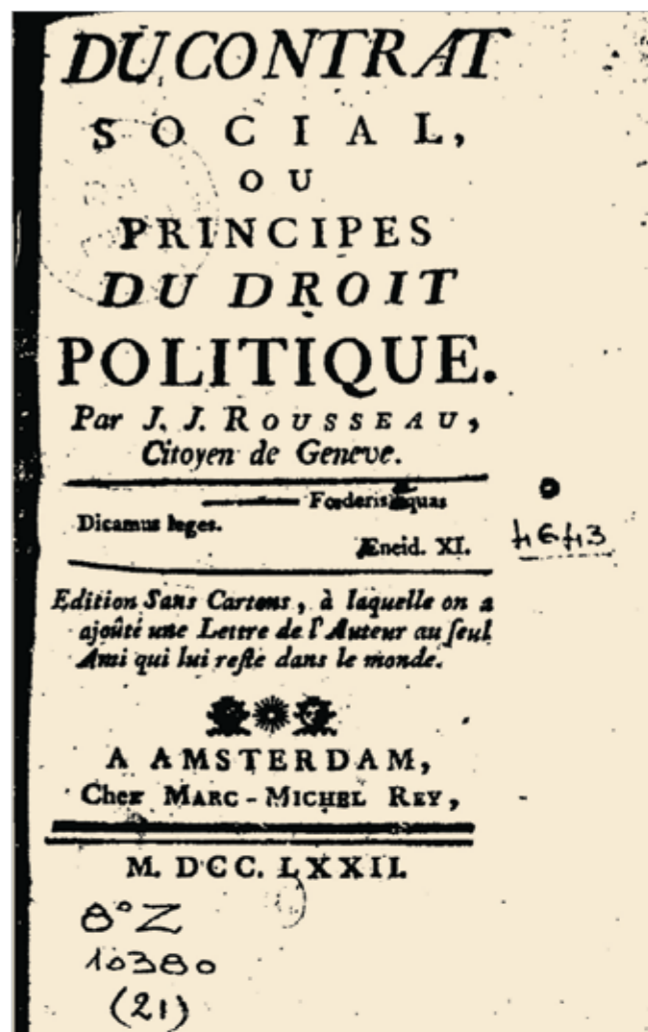 DU CONTRAT
SOCIAL,
OU
PRINCIPES
DU DROIT
POLITIQUE.
Par J. J. ROUSSEAU,
Citoyen de Geneve.
Fœderis æquas
Dicamus leges.
Æneid. XI.
4643
Edition Sans Cartons, à laquelle on a
ajoûté une Lettre de l'Auteur au ſeul
Ami qui lui reſte dans le monde.
A AMSTERDAM,
Chez MARC-MICHEL REY,
M. DCC. LXXII.
8° Z
10380
(21)